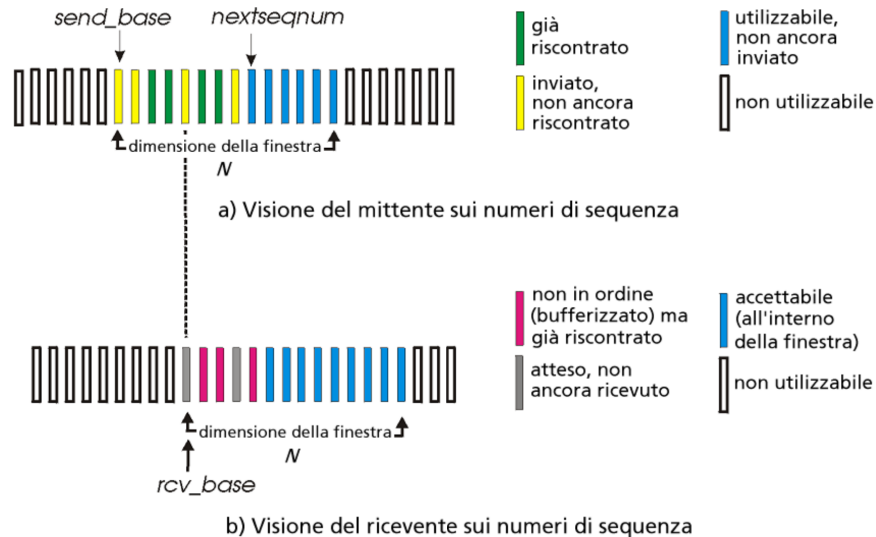 send_base
nextseqnum
già
riscontrato
utilizzabile,
non ancora
inviato
inviato,
non ancora
riscontrato
non utilizzabile
dimensione della finestra
N
a) Visione del mittente sui numeri di sequenza
non in ordine
(bufferizzato) ma
già riscontrato
accettabile
(all'interno
della finestra)
atteso, non
ancora ricevuto
non utilizzabile
dimensione della finestra
N
rcv_base
b) Visione del ricevente sui numeri di sequenza